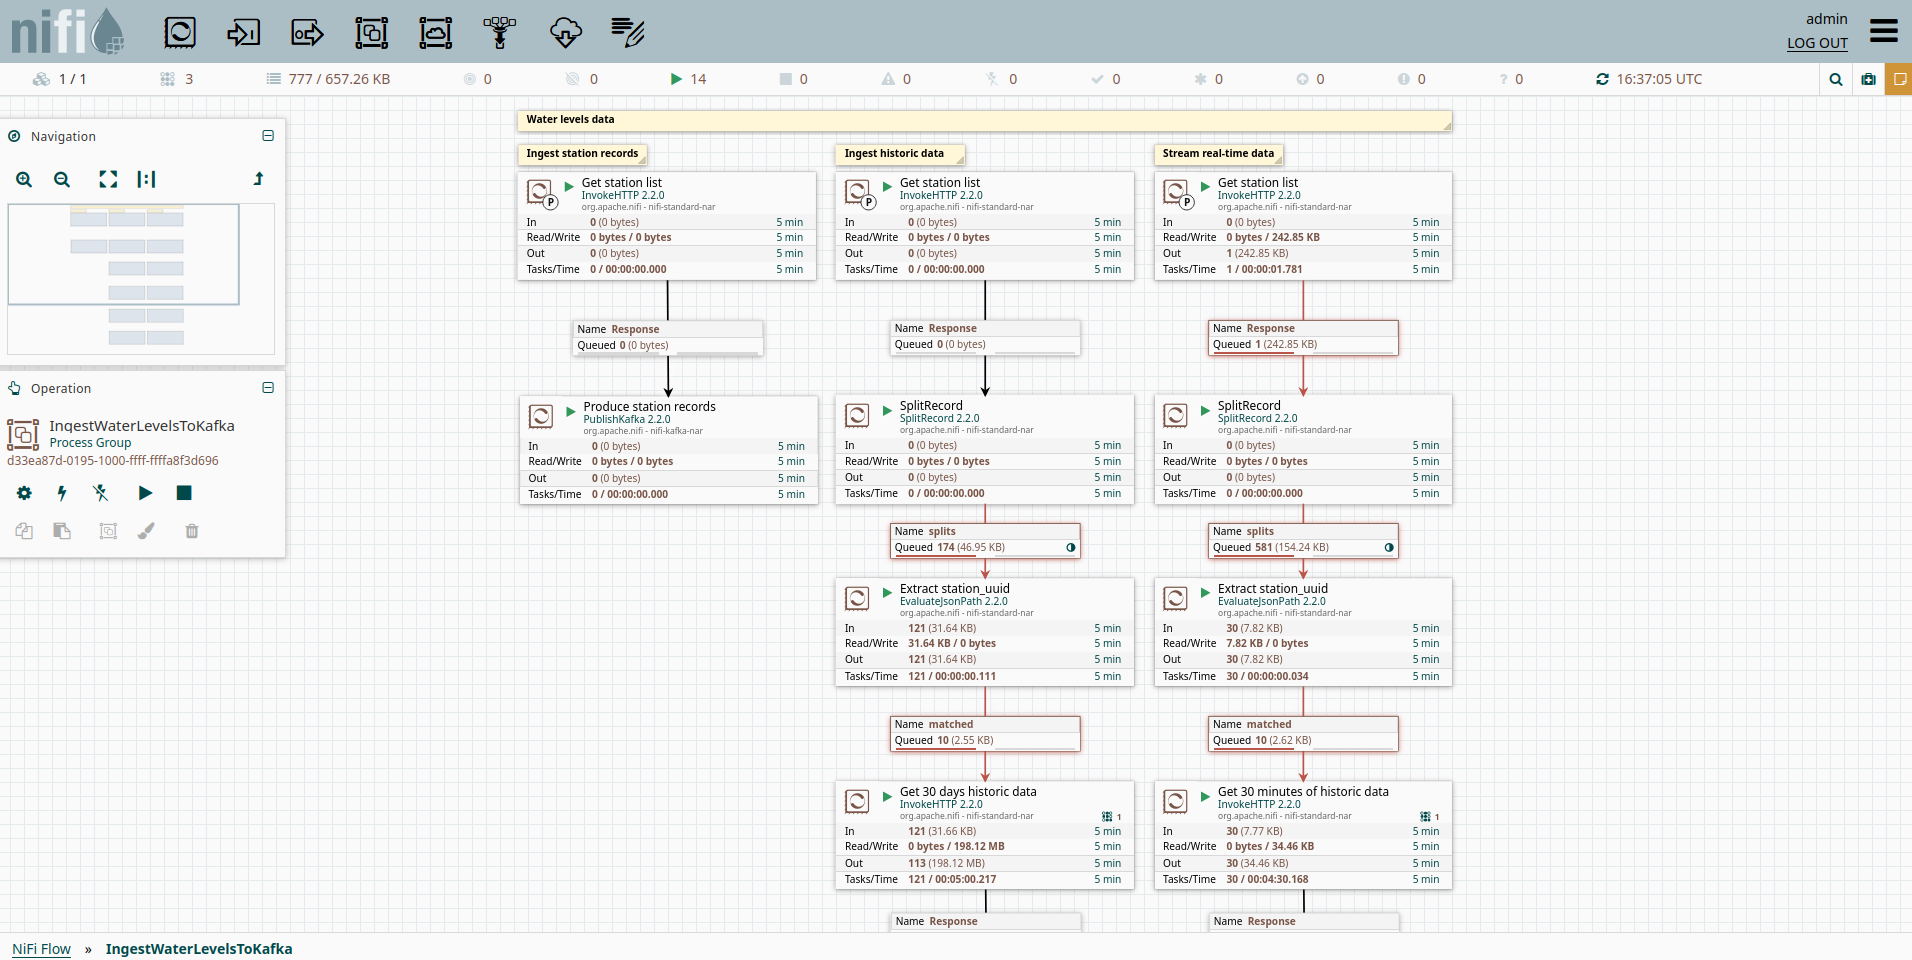 nifi
admin
LOG OUT
1 / 1
3
777 / 657.26 KB
0
0
14
0
0
0
0
0
0
0
0
16:37:05 UTC
Navigation
Operation
IngestWaterLevelsToKafka
Process Group
d33ea87d-0195-1000-ffff-ffffa8f3d696
Water levels data
Ingest station records
Get station list
InvokeHTTP 2.2.0
org.apache.nifi - nifi-standard-nar
In 0 (0 bytes) 5 min
Read/Write 0 bytes / 0 bytes 5 min
Out 0 (0 bytes) 5 min
Tasks/Time 0 / 00:00:00.000 5 min
Name Response
Queued 0 (0 bytes)
Produce station records
PublishKafka 2.2.0
org.apache.nifi - nifi-kafka-nar
In 0 (0 bytes) 5 min
Read/Write 0 bytes / 0 bytes 5 min
Out 0 (0 bytes) 5 min
Tasks/Time 0 / 00:00:00.000 5 min
Ingest historic data
Get station list
InvokeHTTP 2.2.0
org.apache.nifi - nifi-standard-nar
In 0 (0 bytes) 5 min
Read/Write 0 bytes / 0 bytes 5 min
Out 0 (0 bytes) 5 min
Tasks/Time 0 / 00:00:00.000 5 min
Name Response
Queued 0 (0 bytes)
SplitRecord
SplitRecord 2.2.0
org.apache.nifi - nifi-standard-nar
In 0 (0 bytes) 5 min
Read/Write 0 bytes / 0 bytes 5 min
Out 0 (0 bytes) 5 min
Tasks/Time 0 / 00:00:00.000 5 min
Name splits
Queued 174 (46.95 KB)
Extract station_uuid
EvaluateJsonPath 2.2.0
org.apache.nifi - nifi-standard-nar
In 121 (31.64 KB) 5 min
Read/Write 31.64 KB / 0 bytes 5 min
Out 121 (31.64 KB) 5 min
Tasks/Time 121 / 00:00:00.111 5 min
Name matched
Queued 10 (2.55 KB)
Get 30 days historic data
InvokeHTTP 2.2.0
org.apache.nifi - nifi-standard-nar
1
In 121 (31.66 KB) 5 min
Read/Write 0 bytes / 198.12 MB 5 min
Out 113 (198.12 MB) 5 min
Tasks/Time 121 / 00:05:00.217 5 min
Name Response
Stream real-time data
Get station list
InvokeHTTP 2.2.0
org.apache.nifi - nifi-standard-nar
In 0 (0 bytes) 5 min
Read/Write 0 bytes / 242.85 KB 5 min
Out 1 (242.85 KB) 5 min
Tasks/Time 1 / 00:00:01.781 5 min
Name Response
Queued 1 (242.85 KB)
SplitRecord
SplitRecord 2.2.0
org.apache.nifi - nifi-standard-nar
In 0 (0 bytes) 5 min
Read/Write 0 bytes / 0 bytes 5 min
Out 0 (0 bytes) 5 min
Tasks/Time 0 / 00:00:00.000 5 min
Name splits
Queued 581 (154.24 KB)
Extract station_uuid
EvaluateJsonPath 2.2.0
org.apache.nifi - nifi-standard-nar
In 30 (7.82 KB) 5 min
Read/Write 7.82 KB / 0 bytes 5 min
Out 30 (7.82 KB) 5 min
Tasks/Time 30 / 00:00:00.034 5 min
Name matched
Queued 10 (2.62 KB)
Get 30 minutes of historic data
InvokeHTTP 2.2.0
org.apache.nifi - nifi-standard-nar
1
In 30 (7.77 KB) 5 min
Read/Write 0 bytes / 34.46 KB 5 min
Out 30 (34.46 KB) 5 min
Tasks/Time 30 / 00:04:30.168 5 min
Name Response
NiFi Flow » IngestWaterLevelsToKafka